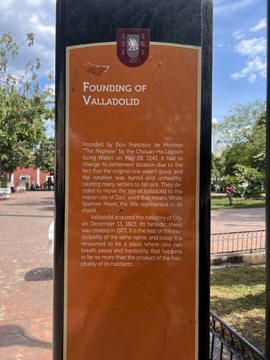 FOUNDING OF
VALLADOLID
Founded by Don Francisco de Montejo
"The Nephew" by the Chouac-Ha Lagoon
(Long Water) on May 28, 1543, it had to
change its settlement location due to the
fact that the original one wasn't good, and
the weather was humid and unhealthy,
causing many settlers to fall sick. They de-
cided to move the site of Valladolid to the
mayan city of Zací, word that means White
Sparrow Hawk, the one represented in its
shield.
Valladolid acquired the category of City
on December 13, 1823. Its heraldic shield
was created in 1973. It is the seat of the mu-
nicipality of the same name, and today it is
renowned to be a place where one can
breath peace and tranquility, that happens
to be no more than the product of the hos-
pitality of its habitants.